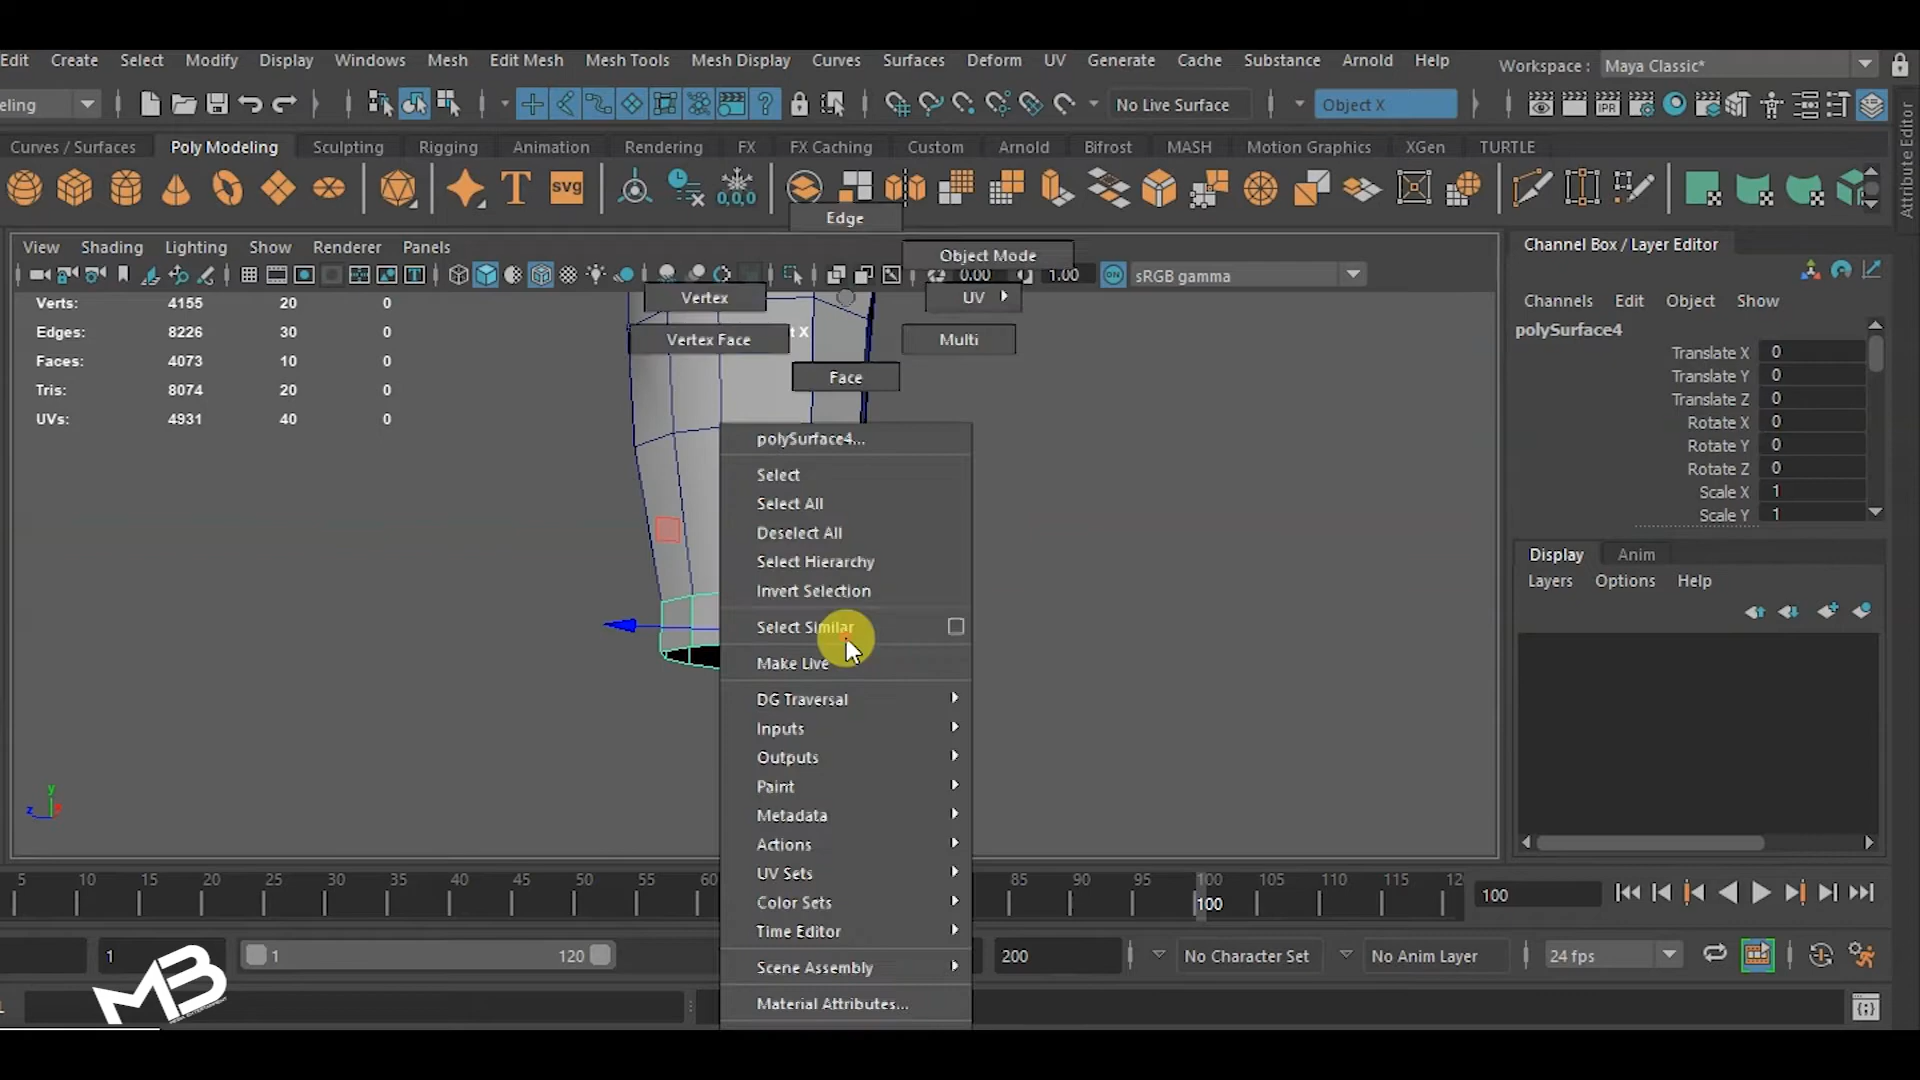 Edit Create Select Modify Display Windows Mesh Edit Mesh Mesh Tools Mesh Display Curves Surfaces Deform UV Generate Cache Substance Arnold Help Workspace : Maya Classic*
eling No Live Surface Object X
Curves / Surfaces Poly Modeling Sculpting Rigging Animation Rendering FX FX Caching Custom Arnold Bifrost MASH Motion Graphics XGen TURTLE
Attribute Editor
T svg 0,0,0
Edge
View Shading Lighting Show Renderer Panels
Object Mode
0.00 1.00 ON sRGB gamma
Vertex UV
Vertex Face t X Multi
Face
Verts: 4155 20 0
Edges: 8226 30 0
Faces: 4073 10 0
Tris: 8074 20 0
UVs: 4931 40 0
polySurface4...
Select
Select All
Deselect All
Select Hierarchy
Invert Selection
Select Similar
Make Live
DG Traversal
Inputs
Outputs
Paint
Metadata
Actions
UV Sets
Color Sets
Time Editor
Scene Assembly
Material Attributes...
y
z
Channel Box / Layer Editor
Channels Edit Object Show
polySurface4
Translate X 0
Translate Y 0
Translate Z 0
Rotate X 0
Rotate Y 0
Rotate Z 0
Scale X 1
Scale Y 1
Display Anim
Layers Options Help
5 10 15 20 25 30 35 40 45 50 55 60 85 90 95 100 105 110 115 12
100 100
1 1 120 200 No Character Set No Anim Layer 24 fps
MB